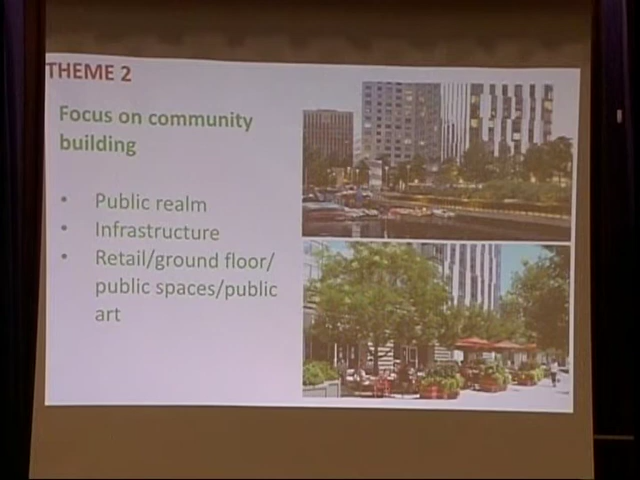 THEME 2
Focus on community
building
• Public realm
• Infrastructure
• Retail/ground floor/
public spaces/public
art